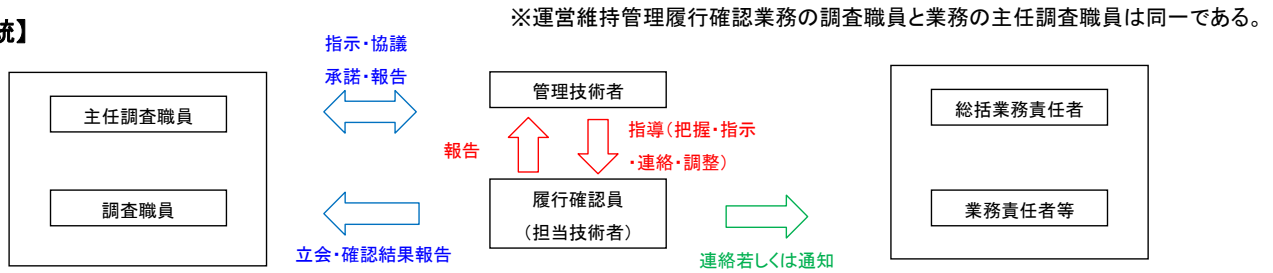 ※運営維持管理履行確認業務の調査職員と業務の主任調査職員は同一である。
統】
指示・協議
承諾・報告
主任調査職員
管理技術者
総括業務責任者
報告
指導(把握・指示
・連絡・調整)
調査職員
履行確認員
(担当技術者)
業務責任者等
立会・確認結果報告
連絡若しくは通知